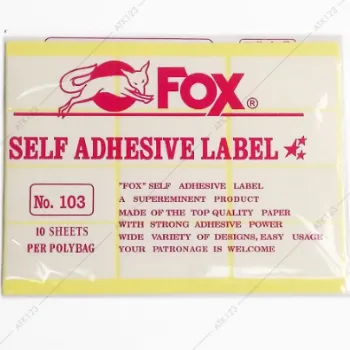 FOX®
SELF ADHESIVE LABEL
No. 103
10 SHEETS
PER POLYBAG
"FOX" SELF ADHESIVE LABEL
A SUPEREMINENT PRODUCT
MADE OF THE TOP QUALITY PAPER
WITH STRONG ADHESIVE POWER
WIDE VARIETY OF DESIGNS, EASY USAGE
YOUR PATRONAGE IS WELCOME
ATK123